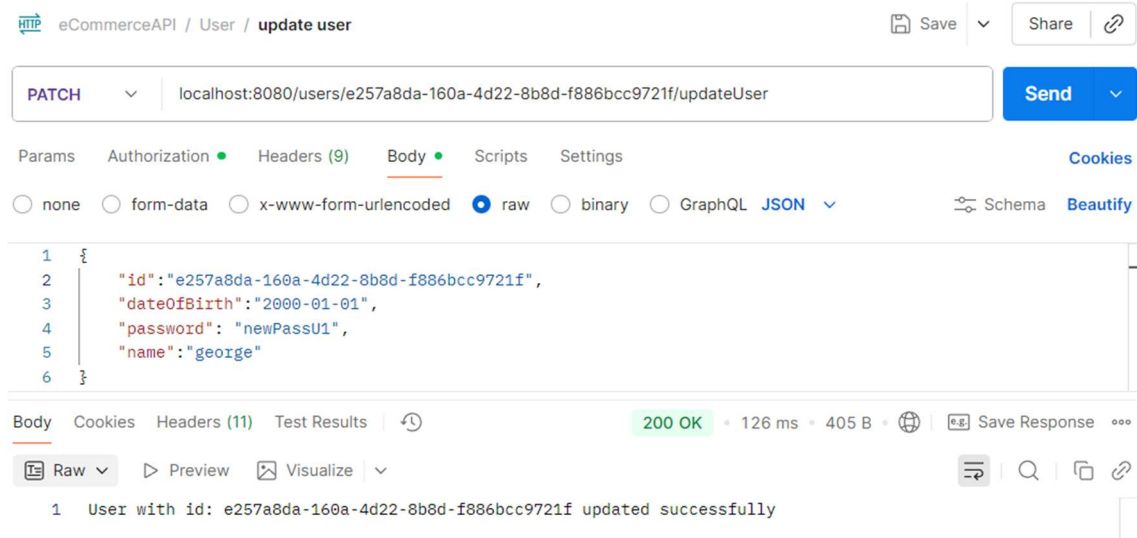 HTTP eCommerceAPI / User / update user Save Share
PATCH localhost:8080/users/e257a8da-160a-4d22-8b8d-f886bcc9721f/updateUser Send
Params Authorization Headers (9) Body Scripts Settings Cookies
none form-data x-www-form-urlencoded raw binary GraphQL JSON Schema Beautify
1 {
2 "id":"e257a8da-160a-4d22-8b8d-f886bcc9721f",
3 "dateOfBirth":"2000-01-01",
4 "password": "newPassU1",
5 "name":"george"
6 }
Body Cookies Headers (11) Test Results 200 OK • 126 ms • 405 B • e.g. Save Response
Raw Preview Visualize
1 User with id: e257a8da-160a-4d22-8b8d-f886bcc9721f updated successfully